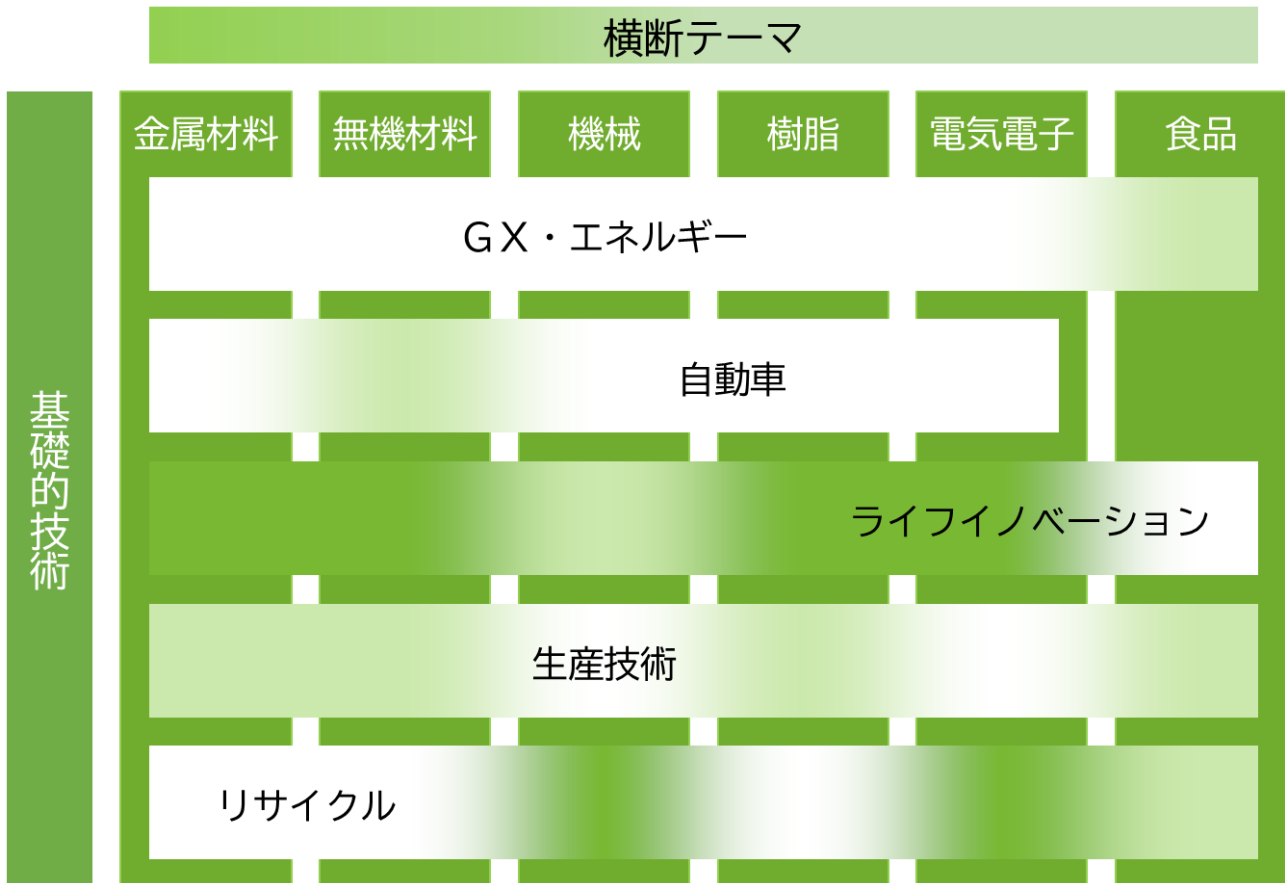 横断テーマ
基礎的技術
金属材料
無機材料
機械
樹脂
電気電子
食品
ＧＸ・エネルギー
自動車
ライフイノベーション
生産技術
リサイクル